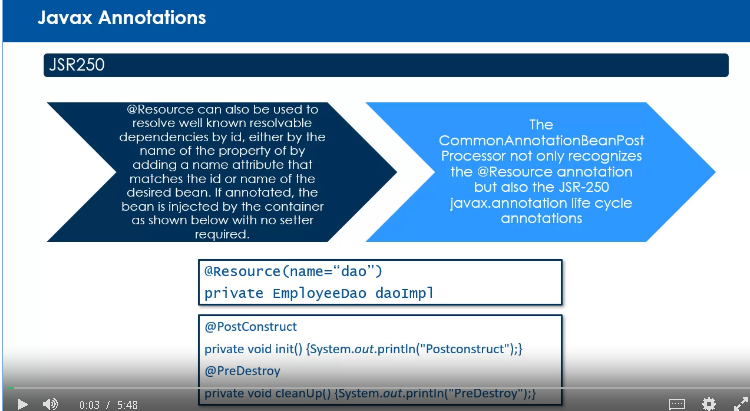 Javax Annotations
JSR250
@Resource can also be used to
resolve well known resolvable
dependencies by id, either by the
name of the property of by
adding a name attribute that
matches the id or name of the
desired bean. If annotated, the
bean is injected by the container
as shown below with no setter
required.
The
CommonAnnotationBeanPost
Processor not only recognizes
the @Resource annotation
but also the JSR-250
javax.annotation life cycle
annotations
@Resource(name=“dao”)
private EmployeeDao daoImpl
@PostConstruct
private void init() {System.out.println("Postconstruct");}
@PreDestroy
private void cleanUp() {System.out.println("PreDestroy");}
0:03 / 5:48